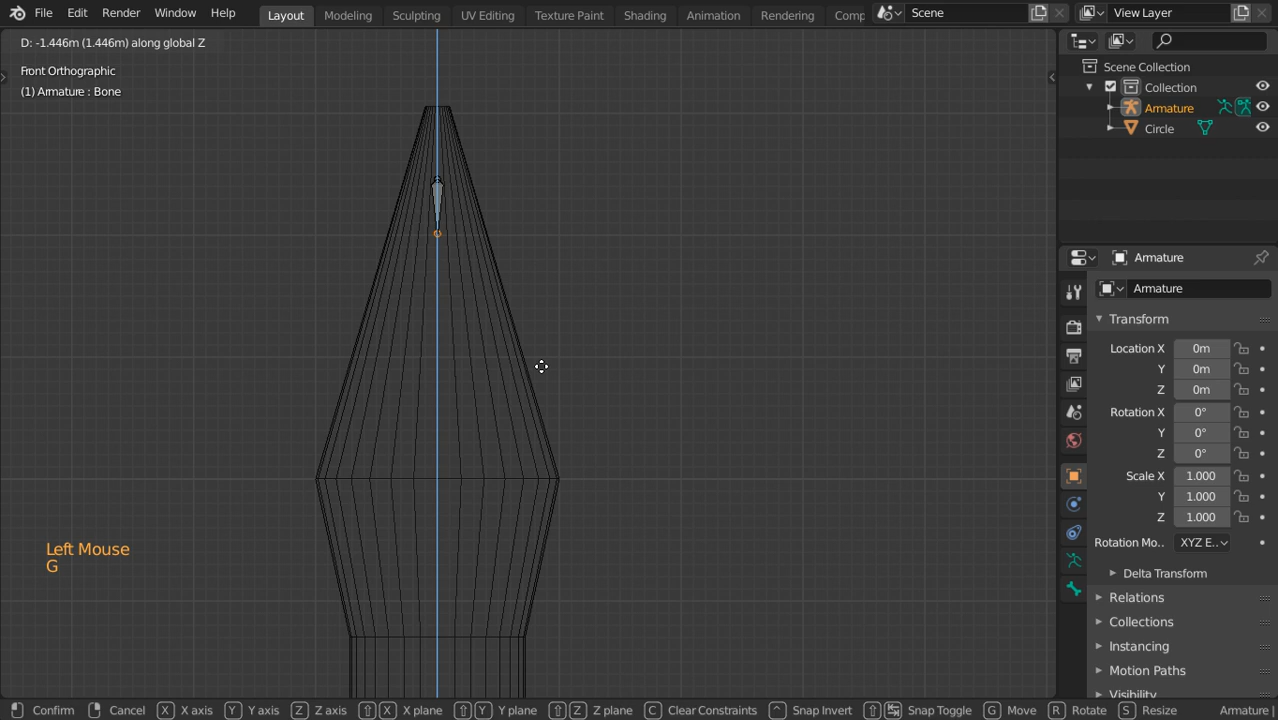 File Edit Render Window Help Layout Modeling Sculpting UV Editing Texture Paint Shading Animation Rendering Comp Scene View Layer
D: -1.446m (1.446m) along global Z
Front Orthographic
(1) Armature : Bone
Scene Collection
Collection
Armature
Circle
Armature
Armature
Transform
Location X 0m
Y 0m
Z 0m
Rotation X 0°
Y 0°
Z 0°
Scale X 1.000
Y 1.000
Z 1.000
Rotation Mo.. XYZ E..
Delta Transform
Relations
Collections
Instancing
Motion Paths
Visibility
Left Mouse
G
Confirm Cancel X X axis Y Y axis Z Z axis X X plane Y Y plane Z Z plane C Clear Constraints ^ Snap Invert Snap Toggle G Move R Rotate S Resize Armature |